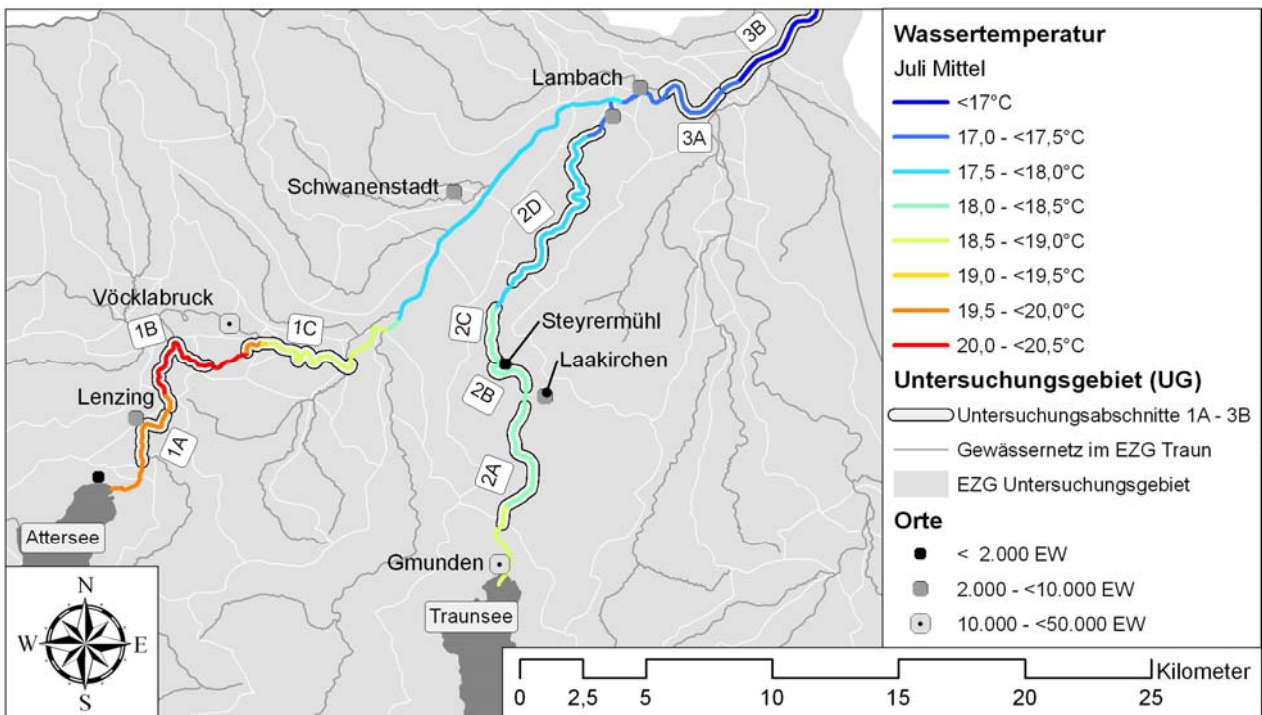 3B
Lambach
3A
Schwanenstadt
2D
Vöcklabruck
1B
1C
2C
Steyrermühl
Laakirchen
2B
Lenzing
1A
2A
Attersee
Gmunden
Traunsee
N
W
E
S
Wassertemperatur
Juli Mittel
<17°C
17,0 - <17,5°C
17,5 - <18,0°C
18,0 - <18,5°C
18,5 - <19,0°C
19,0 - <19,5°C
19,5 - <20,0°C
20,0 - <20,5°C
Untersuchungsgebiet (UG)
Untersuchungsabschnitte 1A - 3B
Gewässernetz im EZG Traun
EZG Untersuchungsgebiet
Orte
< 2.000 EW
2.000 - <10.000 EW
10.000 - <50.000 EW
Kilometer
0 2,5 5 10 15 20 25